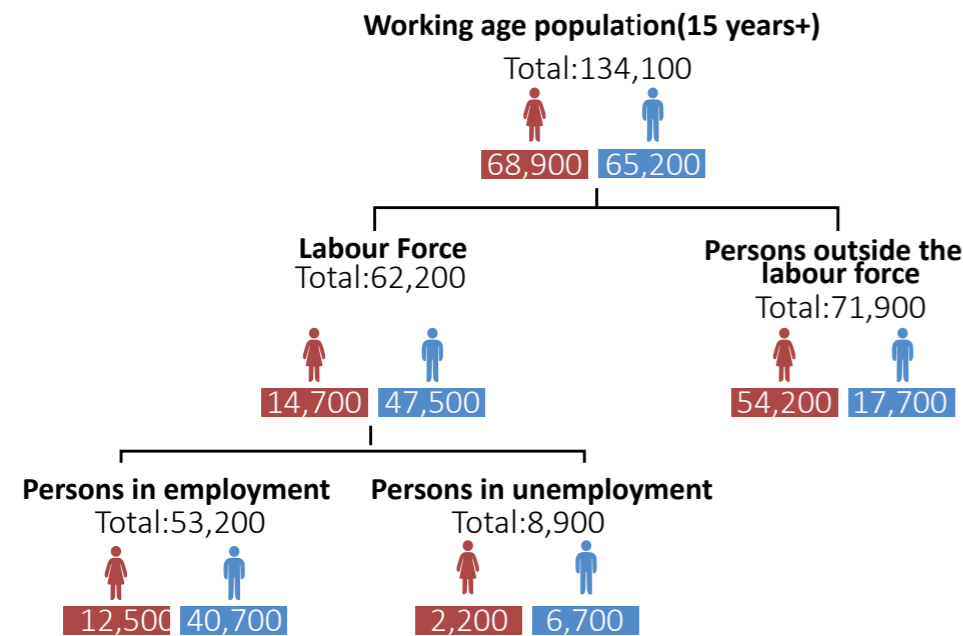 Working age population(15 years+)
Total:134,100
68,900 65,200
Labour Force
Total:62,200
14,700 47,500
Persons outside the
labour force
Total:71,900
54,200 17,700
Persons in employment
Total:53,200
12,500 40,700
Persons in unemployment
Total:8,900
2,200 6,700